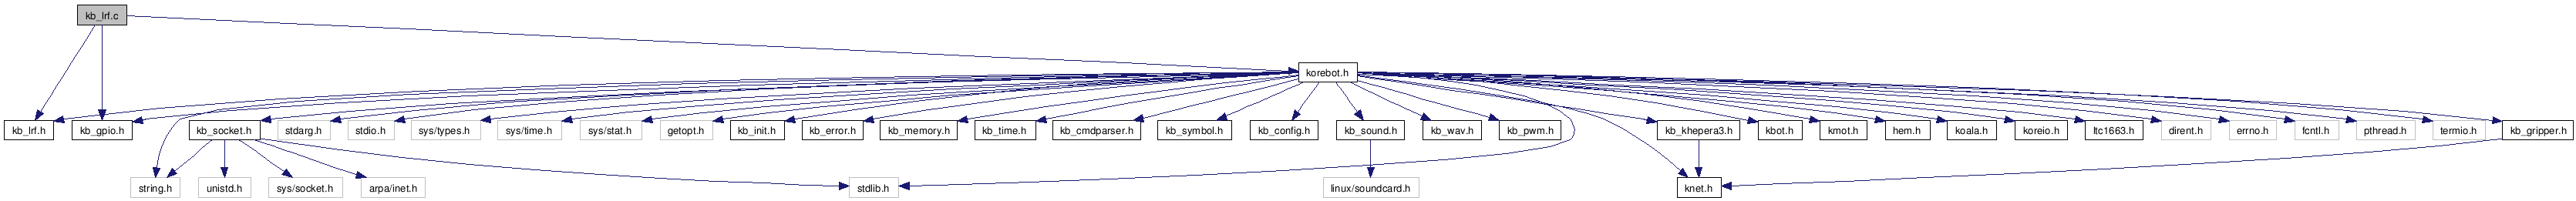 kb_lrf.c
korebot.h
kb_lrf.h
kb_gpio.h
kb_socket.h
stdarg.h
stdio.h
sys/types.h
sys/time.h
sys/stat.h
getopt.h
kb_init.h
kb_error.h
kb_memory.h
kb_time.h
kb_cmdparser.h
kb_symbol.h
kb_config.h
kb_sound.h
kb_wav.h
kb_pwm.h
kb_khepera3.h
kbot.h
kmot.h
hem.h
koala.h
koreio.h
ltc1663.h
dirent.h
errno.h
fcntl.h
pthread.h
termio.h
kb_gripper.h
string.h
unistd.h
sys/socket.h
arpa/inet.h
stdlib.h
linux/soundcard.h
knet.h